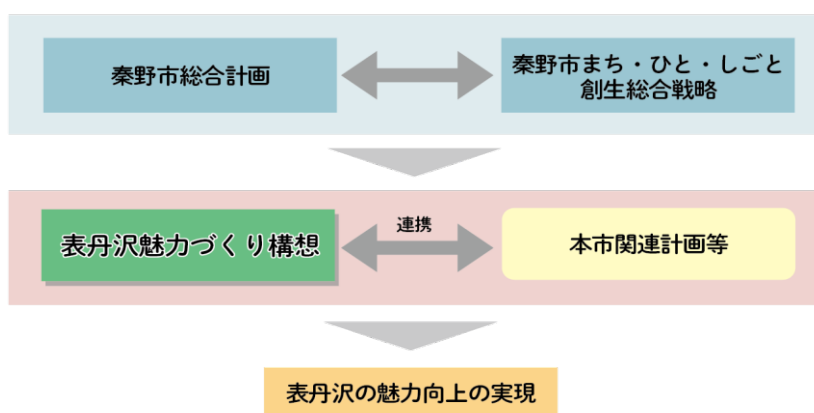 秦野市総合計画
秦野市まち・ひと・しごと
創生総合戦略
表丹沢魅力づくり構想
連携
本市関連計画等
表丹沢の魅力向上の実現